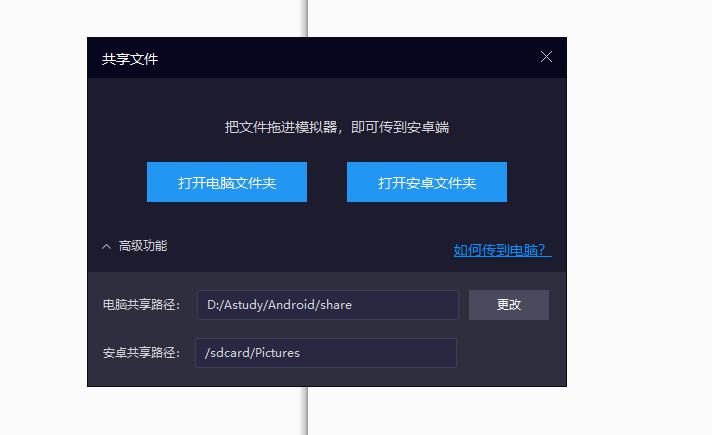 共享文件
把文件拖进模拟器，即可传到安卓端
打开电脑文件夹 打开安卓文件夹
高级功能
如何传到电脑？
电脑共享路径： D:/Astudy/Android/share 更改
安卓共享路径： /sdcard/Pictures